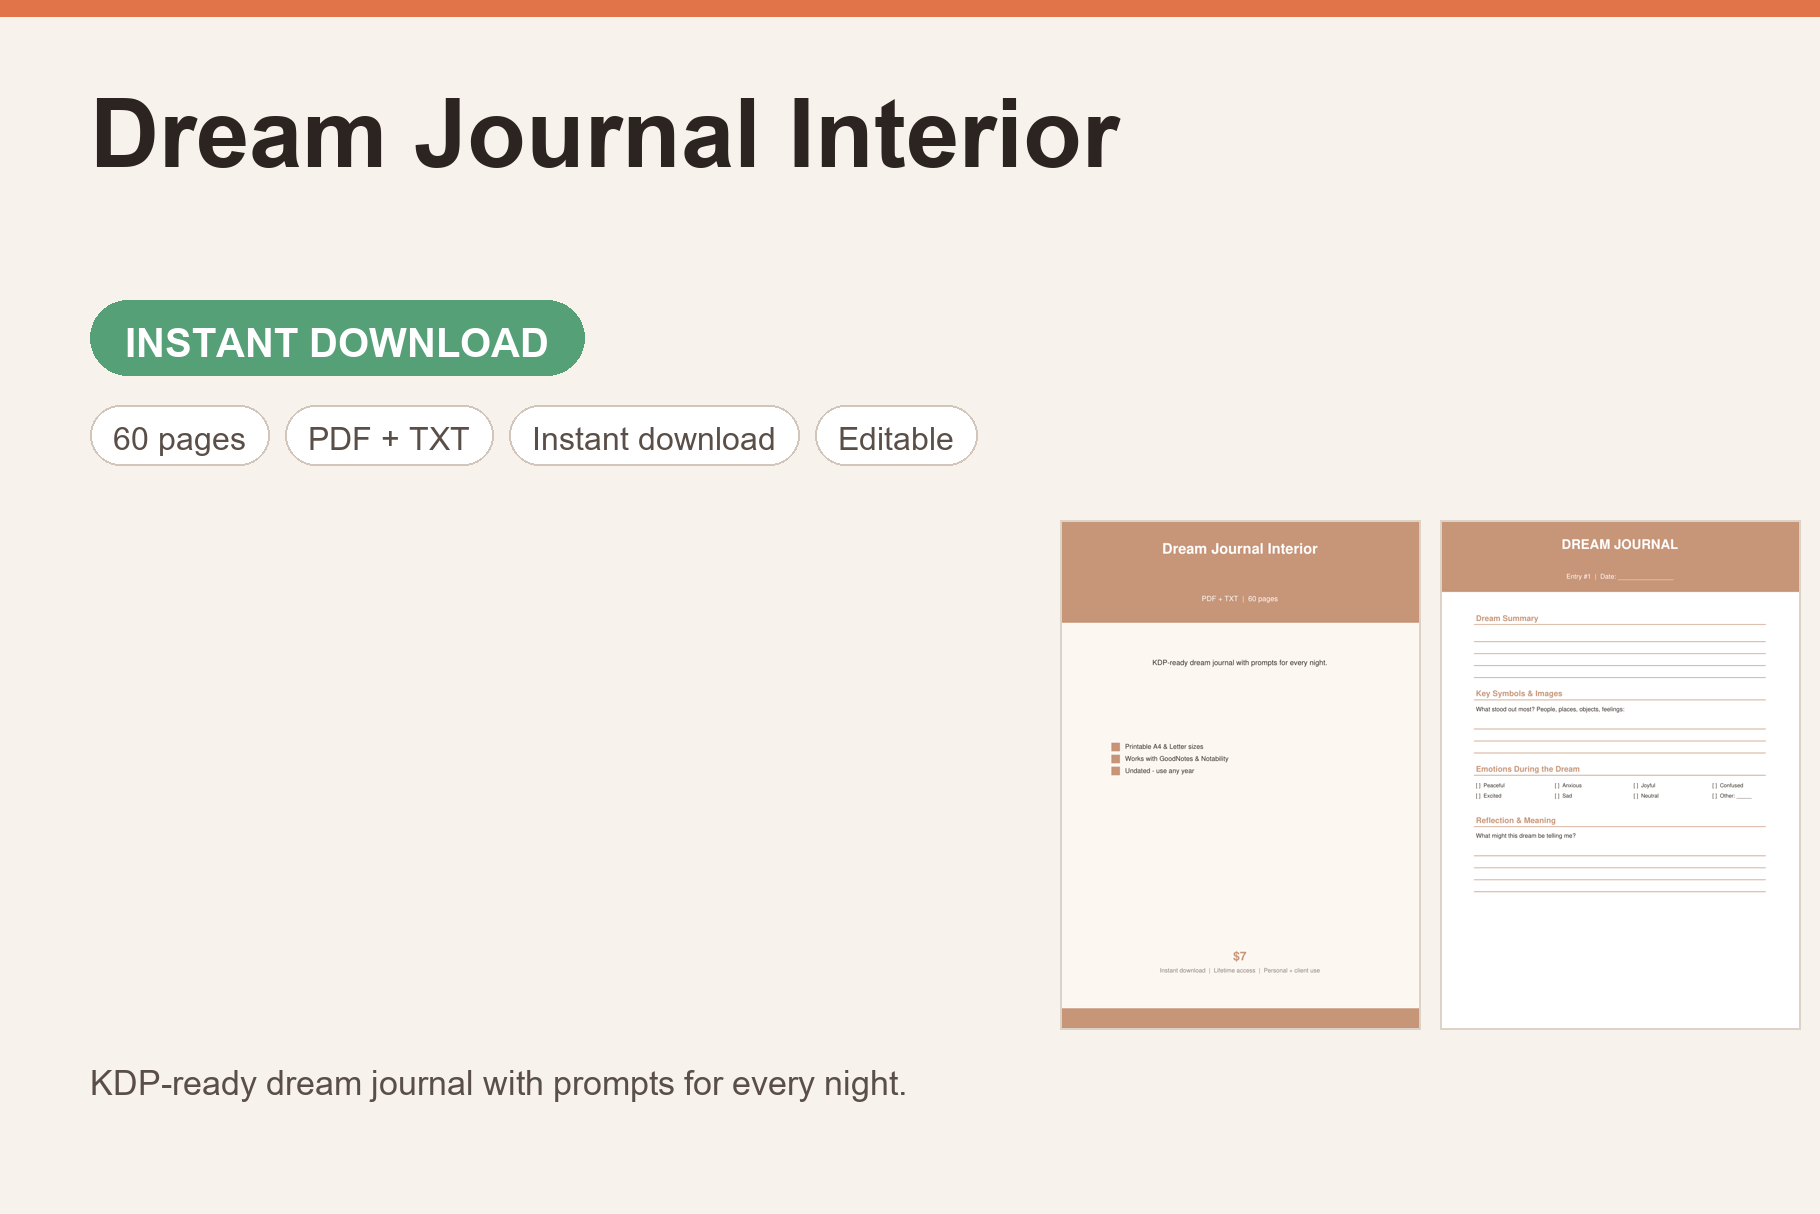 Dream Journal Interior
INSTANT DOWNLOAD
60 pages
PDF + TXT
Instant download
Editable
Dream Journal Interior
PDF + TXT | 60 pages
KDP-ready dream journal with prompts for every night.
Printable A4 & Letter sizes
Works with GoodNotes & Notability
Undated - use any year
$7
Instant download | Lifetime access | Personal + client use
DREAM JOURNAL
Entry #1 | Date: _______________
Dream Summary
Key Symbols & Images
What stood out most? People, places, objects, feelings:
Emotions During the Dream
[ ] Peaceful [ ] Anxious [ ] Joyful [ ] Confused
[ ] Excited [ ] Sad [ ] Neutral [ ] Other: _____
Reflection & Meaning
What might this dream be telling me?
KDP-ready dream journal with prompts for every night.